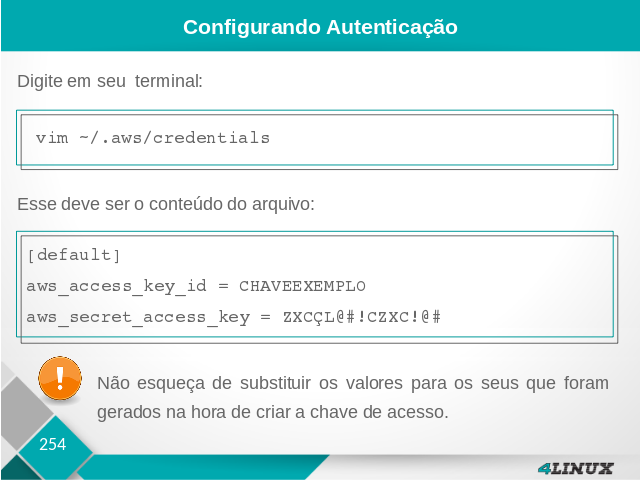 Configurando Autenticação
Digite em seu terminal:
vim ~/.aws/credentials
Esse deve ser o conteúdo do arquivo:
[default]
aws_access_key_id = CHAVEEXEMPLO
aws_secret_access_key = ZXCÇL@#!CZXC!@#
Não esqueça de substituir os valores para os seus que foram
gerados na hora de criar a chave de acesso.
254
4LINUX